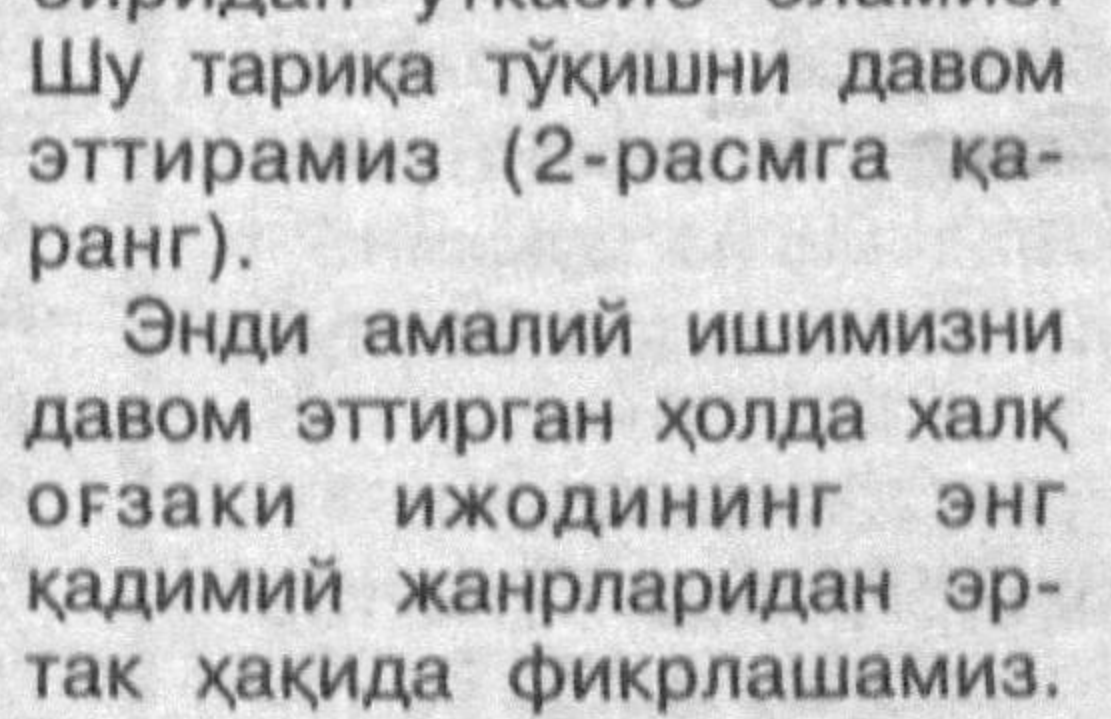 Шу тариқа тўқишни давом
эттирамиз (2-расмга қа-
ранг).
Энди амалий ишимизни
давом эттирган ҳолда халқ
оғзаки ижодининг энг
қадимий жанрларидан эр-
так ҳақида фикрлашамиз.